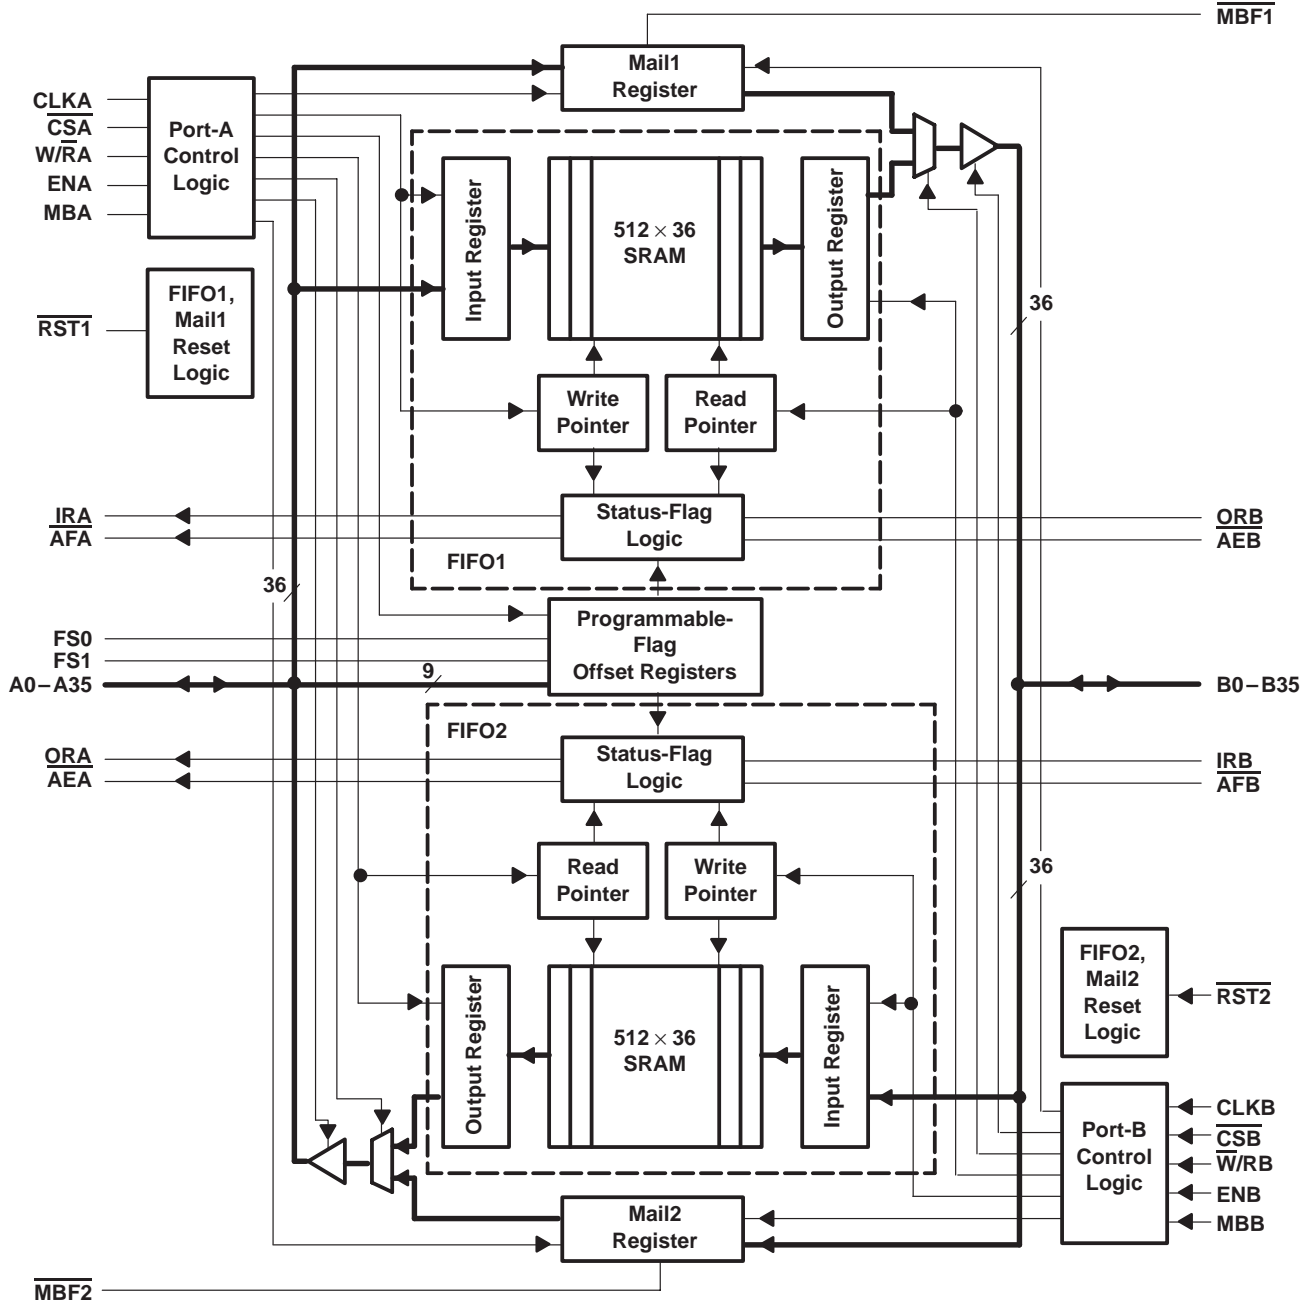 MBF1
Mail1
Register
CLKA
CSA
W/RA
ENA
MBA
Port-A
Control
Logic
Input Register
512 × 36
SRAM
Output Register
RST1
FIFO1,
Mail1
Reset
Logic
36
Write
Pointer
Read
Pointer
IRA
AFA
Status-Flag
Logic
ORB
AEB
FIFO1
36
Programmable-
Flag
Offset Registers
FS0
FS1
A0–A35
9
B0–B35
FIFO2
ORA
AEA
Status-Flag
Logic
IRB
AFB
Read
Pointer
Write
Pointer
36
FIFO2,
Mail2
Reset
Logic
RST2
Output Register
512 × 36
SRAM
Input Register
Port-B
Control
Logic
CLKB
CSB
W/RB
ENB
MBB
Mail2
Register
MBF2